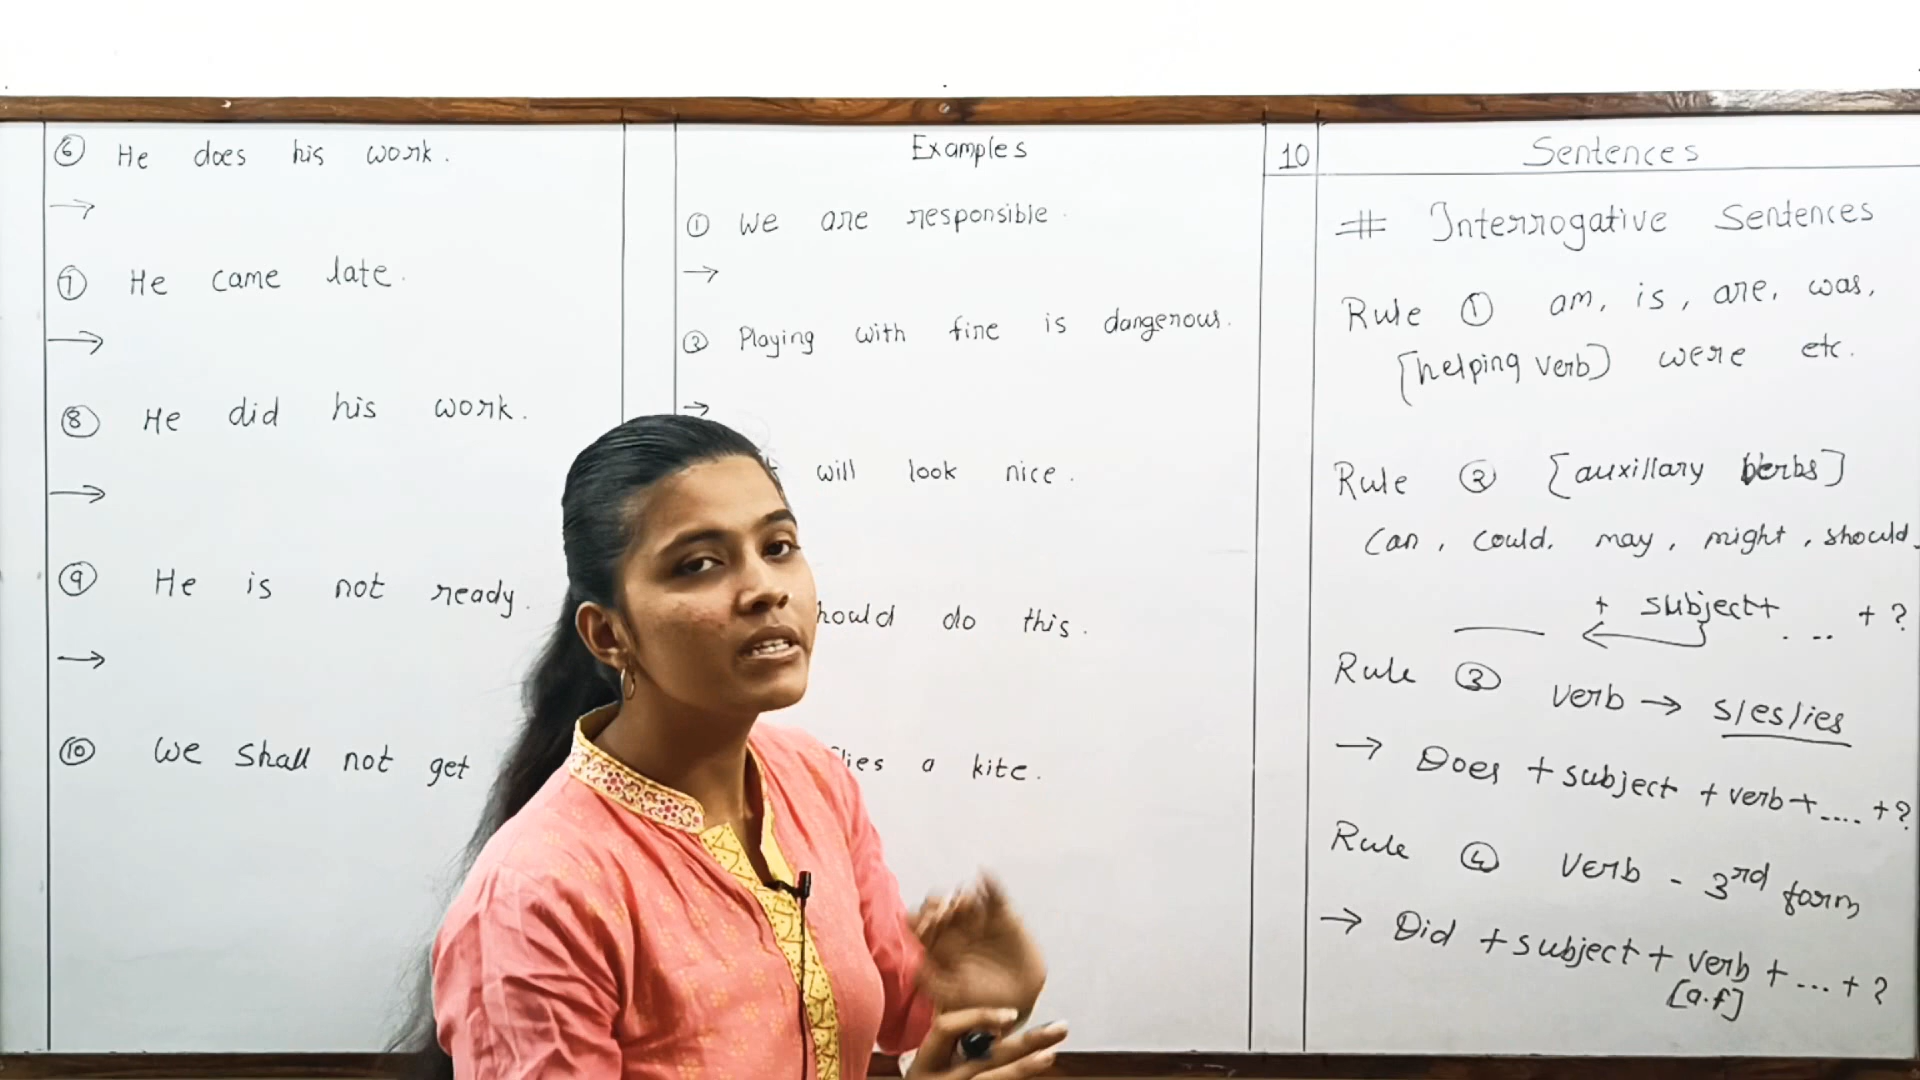 ⑥ He does his work.
→
⑦ He came late.
→
⑧ He did his work.
→
⑨ He is not ready.
→
⑩ We shall not get
Examples
① We are responsible.
→
② Playing with fire is dangerous.
→
will look nice.
do this.
a kite.
10 Sentences
# Interrogative Sentences
Rule ① am, is, are, was,
[helping verb] were etc.
Rule ② [auxillary verbs]
Can, Could, may, might, should
+ subject+ ... + ?
Rule ③ verb → s/es/ies
→ Does + subject + verb+.... +?
Rule ④ Verb - 3rd form
→ Did + subject + verb + ... + ?
[a.f]